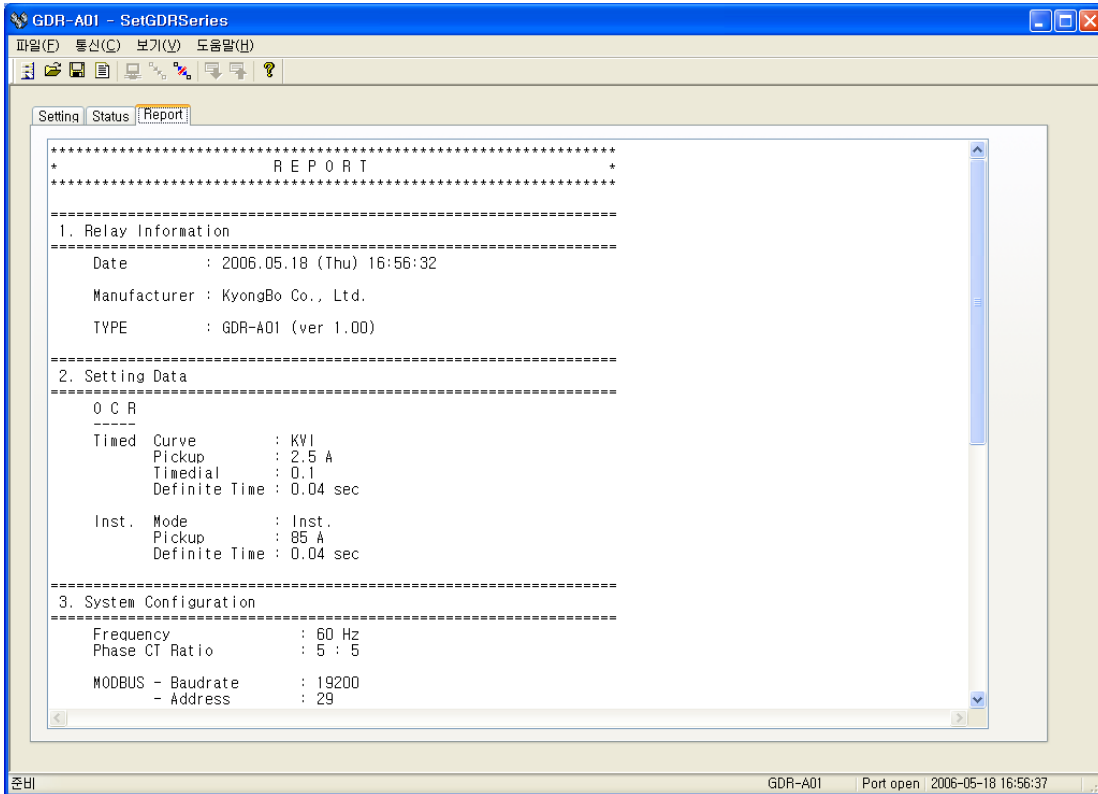 GDR-A01 - SetGDRSeries
파일(F) 통신(C) 보기(V) 도움말(H)
Setting Status Report
*******************************************************************
* R E P O R T *
*******************************************************************
===================================================================
1. Relay Information
===================================================================
Date : 2006.05.18 (Thu) 16:56:32
Manufacturer : KyongBo Co., Ltd.
TYPE : GDR-A01 (ver 1.00)
===================================================================
2. Setting Data
===================================================================
O C R
-----
Timed Curve : KVI
Pickup : 2.5 A
Timedial : 0.1
Definite Time : 0.04 sec
Inst. Mode : Inst.
Pickup : 85 A
Definite Time : 0.04 sec
===================================================================
3. System Configuration
===================================================================
Frequency : 60 Hz
Phase CT Ratio : 5 : 5
MODBUS - Baudrate : 19200
- Address : 29
준비 GDR-A01 Port open 2006-05-18 16:56:37